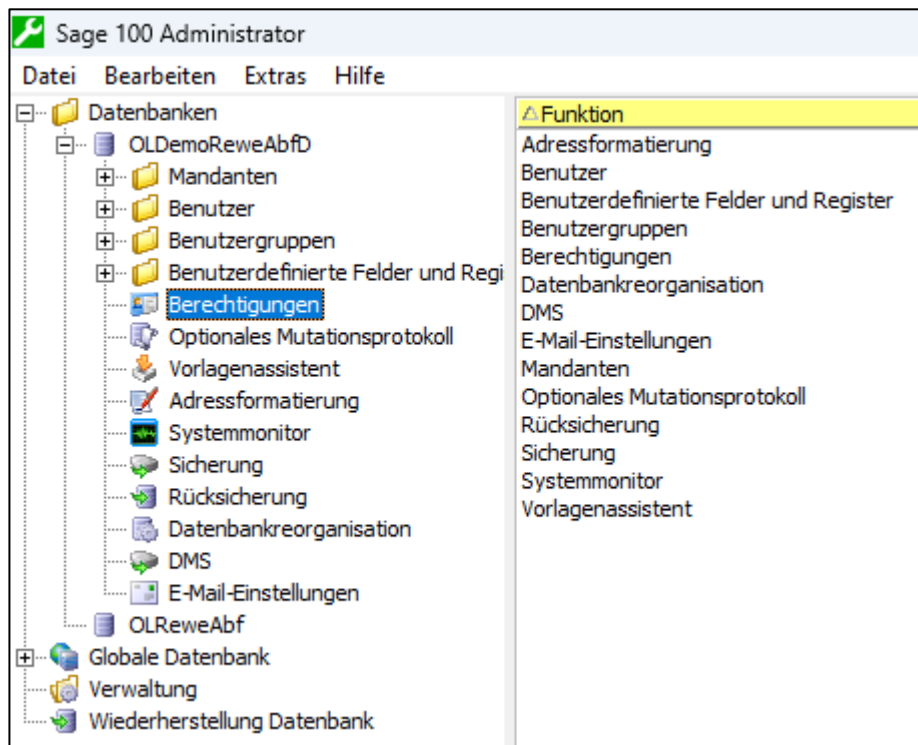 Sage 100 Administrator
Datei Bearbeiten Extras Hilfe
Datenbanken
OLDemoReweAbfD
Mandanten
Benutzer
Benutzergruppen
Benutzerdefinierte Felder und Regi
Berechtigungen
Optionales Mutationsprotokoll
Vorlagenassistent
Adressformatierung
Systemmonitor
Sicherung
Rücksicherung
Datenbankreorganisation
DMS
E-Mail-Einstellungen
OLReweAbf
Globale Datenbank
Verwaltung
Wiederherstellung Datenbank
Funktion
Adressformatierung
Benutzer
Benutzerdefinierte Felder und Register
Benutzergruppen
Berechtigungen
Datenbankreorganisation
DMS
E-Mail-Einstellungen
Mandanten
Optionales Mutationsprotokoll
Rücksicherung
Sicherung
Systemmonitor
Vorlagenassistent